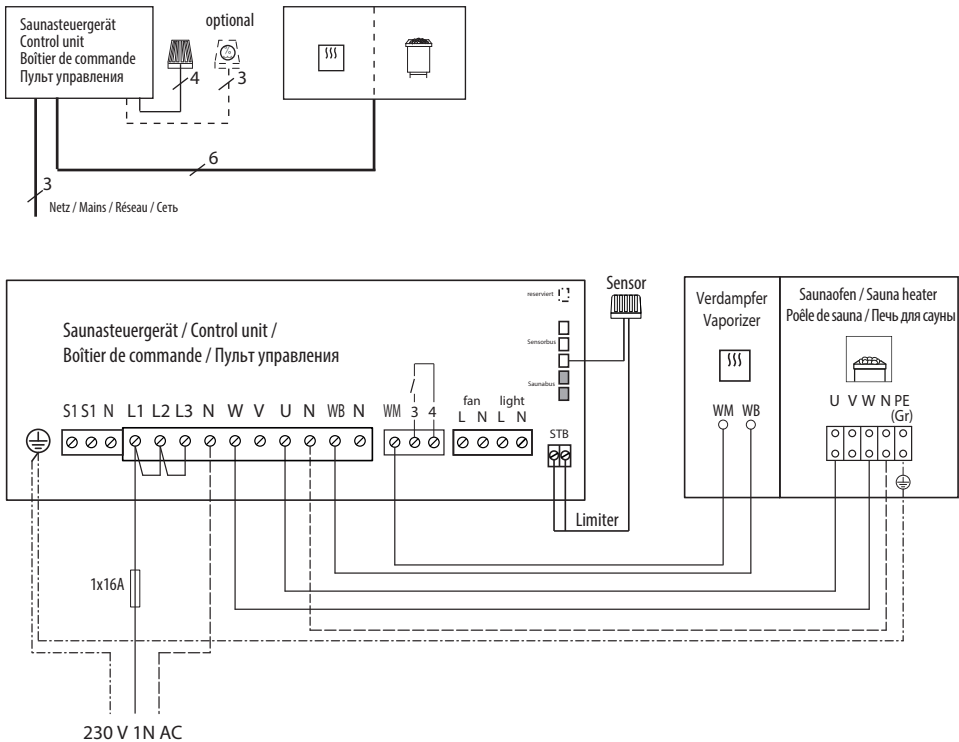 Saunasteuergerät
Control unit
Boîtier de commande
Пульт управления
optional
%
4
3
6
3
Netz / Mains / Réseau / Сеть
Saunasteuergerät / Control unit /
Boîtier de commande / Пульт управления
reserviert
Sensorbus
Saunabus
Sensor
Verdampfer
Vaporizer
Saunaofen / Sauna heater
Poêle de sauna / Печь для сауны
S1 S1 N L1 L2 L3 N W V U N WB N WM 3 4
fan light
L N L N
STB
WM WB
U V W N PE
(Gr)
Limiter
1x16A
230 V 1N AC